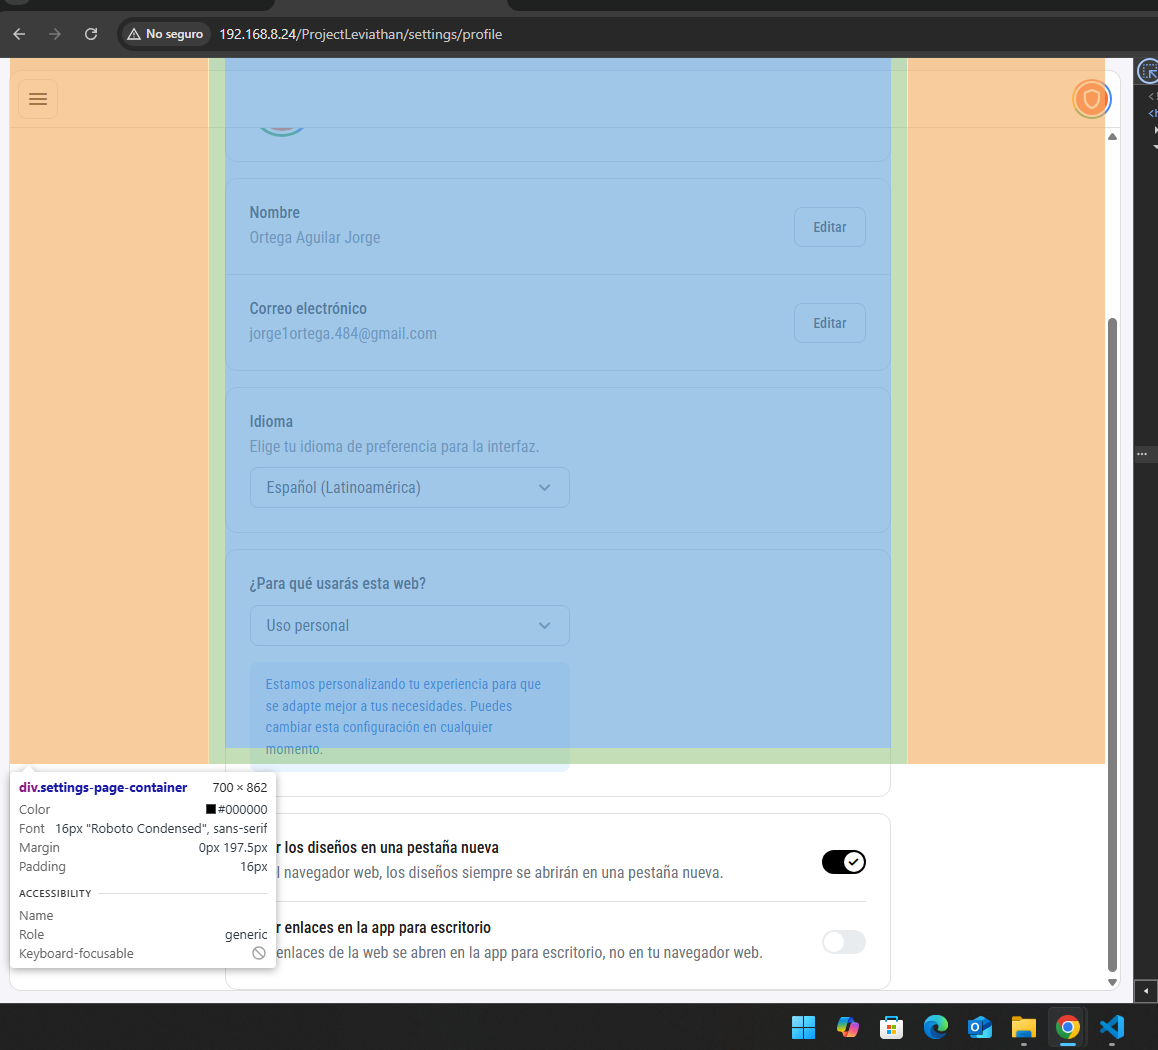 No seguro
192.168.8.24/ProjectLeviathan/settings/profile
Nombre
Ortega Aguilar Jorge
Editar
Correo electrónico
jorge1ortega.484@gmail.com
Editar
Idioma
Elige tu idioma de preferencia para la interfaz.
Español (Latinoamérica)
¿Para qué usarás esta web?
Uso personal
Estamos personalizando tu experiencia para que
se adapte mejor a tus necesidades. Puedes
cambiar esta configuración en cualquier
momento.
div.settings-page-container 700 × 862
Color #000000
Font 16px "Roboto Condensed", sans-serif
Margin 0px 197.5px
Padding 16px
ACCESSIBILITY
Name
Role generic
Keyboard-focusable
r los diseños en una pestaña nueva
l navegador web, los diseños siempre se abrirán en una pestaña nueva.
r enlaces en la app para escritorio
enlaces de la web se abren en la app para escritorio, no en tu navegador web.